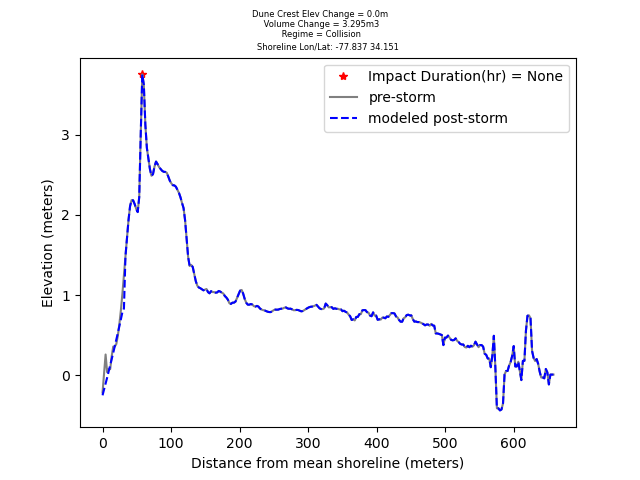 Dune Crest Elev Change = 0.0m
Volume Change = 3.295m3
Regime = Collision
Shoreline Lon/Lat: -77.837 34.151
Impact Duration(hr) = None
pre-storm
modeled post-storm
Elevation (meters)
3
2
1
0
0 100 200 300 400 500 600
Distance from mean shoreline (meters)